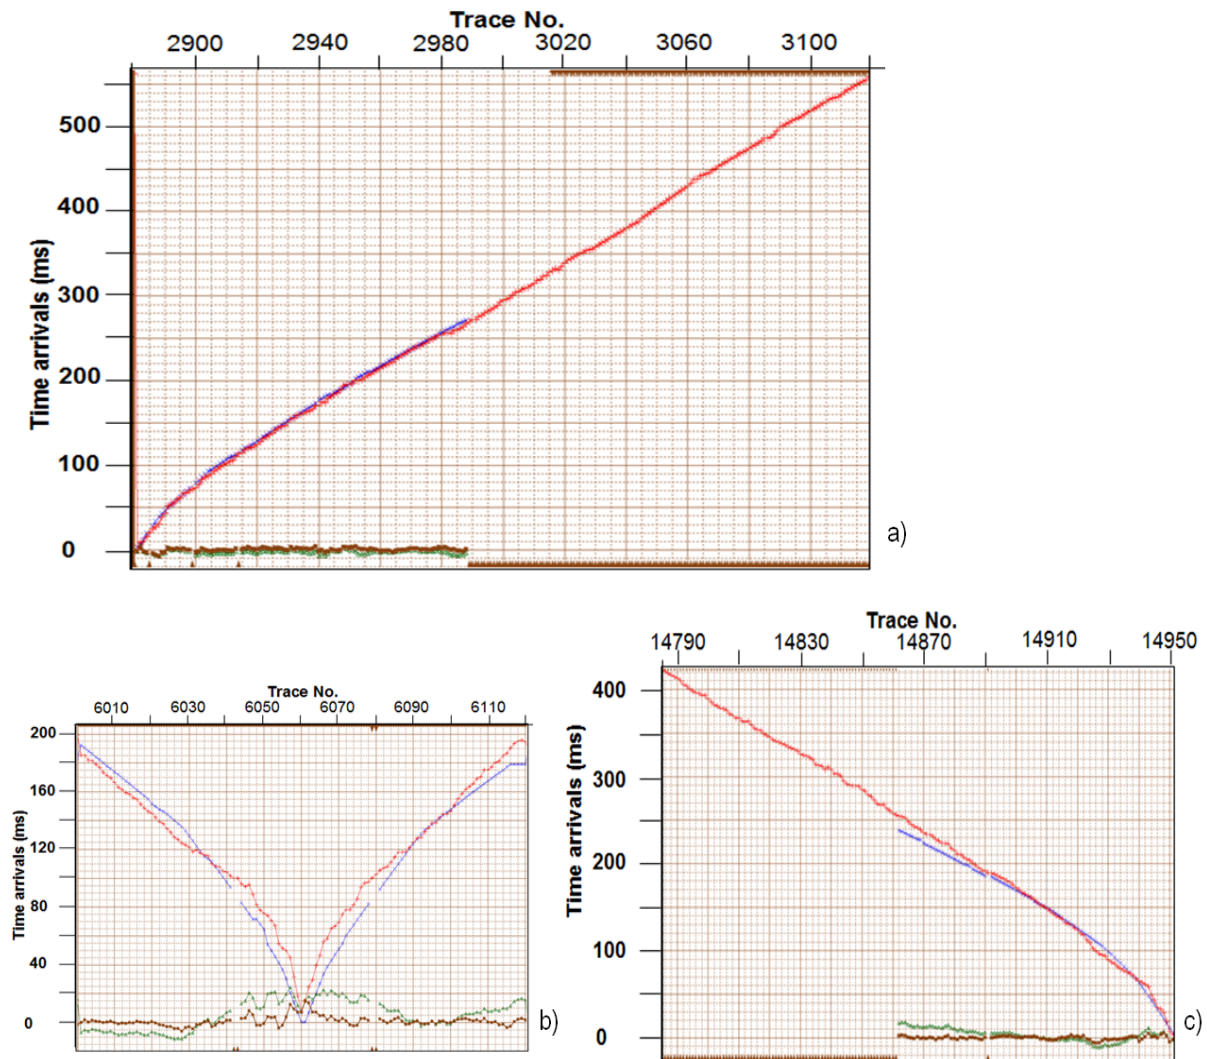 Trace No.
2900 2940 2980 3020 3060 3100
Time arrivals (ms)
500
400
300
200
100
0
a)
Trace No.
6010 6030 6050 6070 6090 6110
Time arrivals (ms)
200
160
120
80
40
0
b)
Trace No.
14790 14830 14870 14910 14950
Time arrivals (ms)
400
300
200
100
0
c)